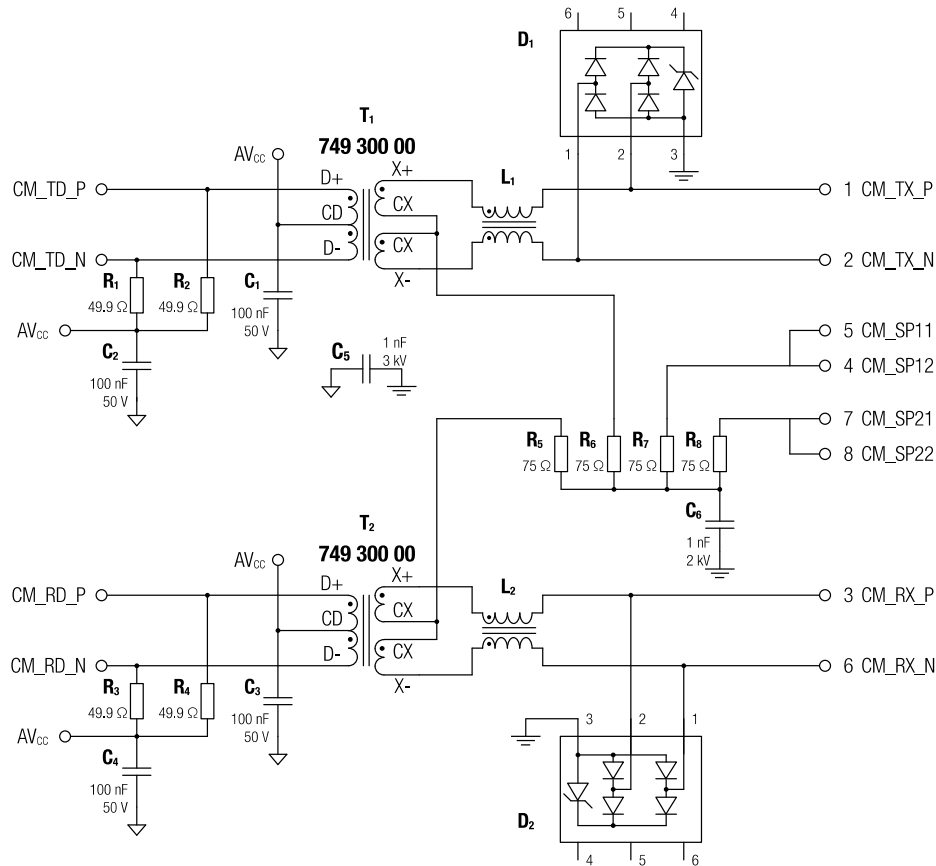 6 5 4
D₁
1 2 3
T₁
749 300 00
AVcc
X+
L₁
CM_TD_P
D+
1 CM_TX_P
CX
CD
CX
D-
CM_TD_N
2 CM_TX_N
X-
R₁
49.9 Ω
R₂
49.9 Ω
C₁
100 nF
50 V
AVcc
5 CM_SP11
C₂
100 nF
50 V
C₅
1 nF
3 kV
4 CM_SP12
7 CM_SP21
R₅
75 Ω
R₆
75 Ω
R₇
75 Ω
R₈
75 Ω
8 CM_SP22
C₆
1 nF
2 kV
T₂
749 300 00
AVcc
X+
L₂
CM_RD_P
D+
3 CM_RX_P
CX
CD
CX
D-
CM_RD_N
6 CM_RX_N
X-
R₃
49.9 Ω
R₄
49.9 Ω
C₃
100 nF
50 V
AVcc
C₄
100 nF
50 V
3 2 1
D₂
4 5 6